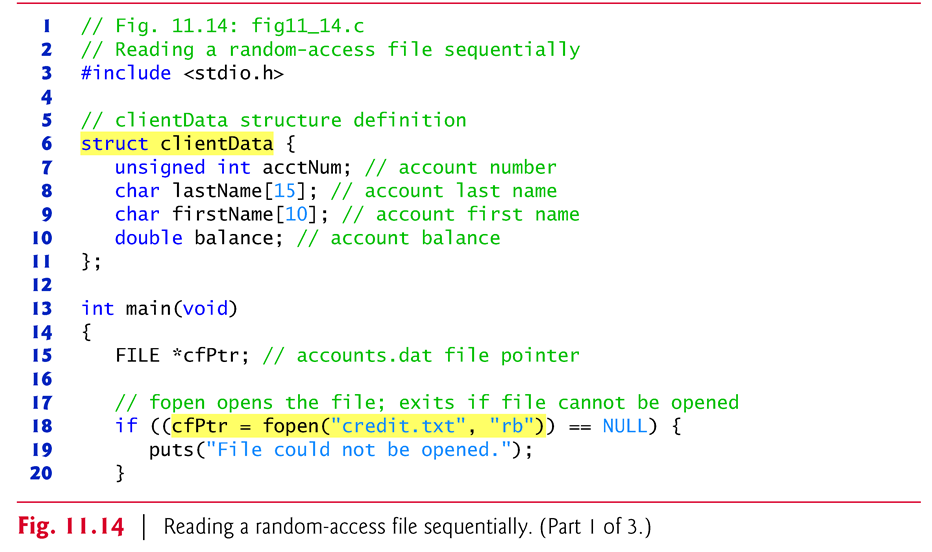 1 // Fig. 11.14: fig11_14.c
2 // Reading a random-access file sequentially
3 #include <stdio.h>
4
5 // clientData structure definition
6 struct clientData {
7 unsigned int acctNum; // account number
8 char lastName[15]; // account last name
9 char firstName[10]; // account first name
10 double balance; // account balance
11 };
12
13 int main(void)
14 {
15 FILE *cfPtr; // accounts.dat file pointer
16
17 // fopen opens the file; exits if file cannot be opened
18 if ((cfPtr = fopen("credit.txt", "rb")) == NULL) {
19 puts("File could not be opened.");
20 }
Fig. 11.14 | Reading a random-access file sequentially. (Part 1 of 3.)